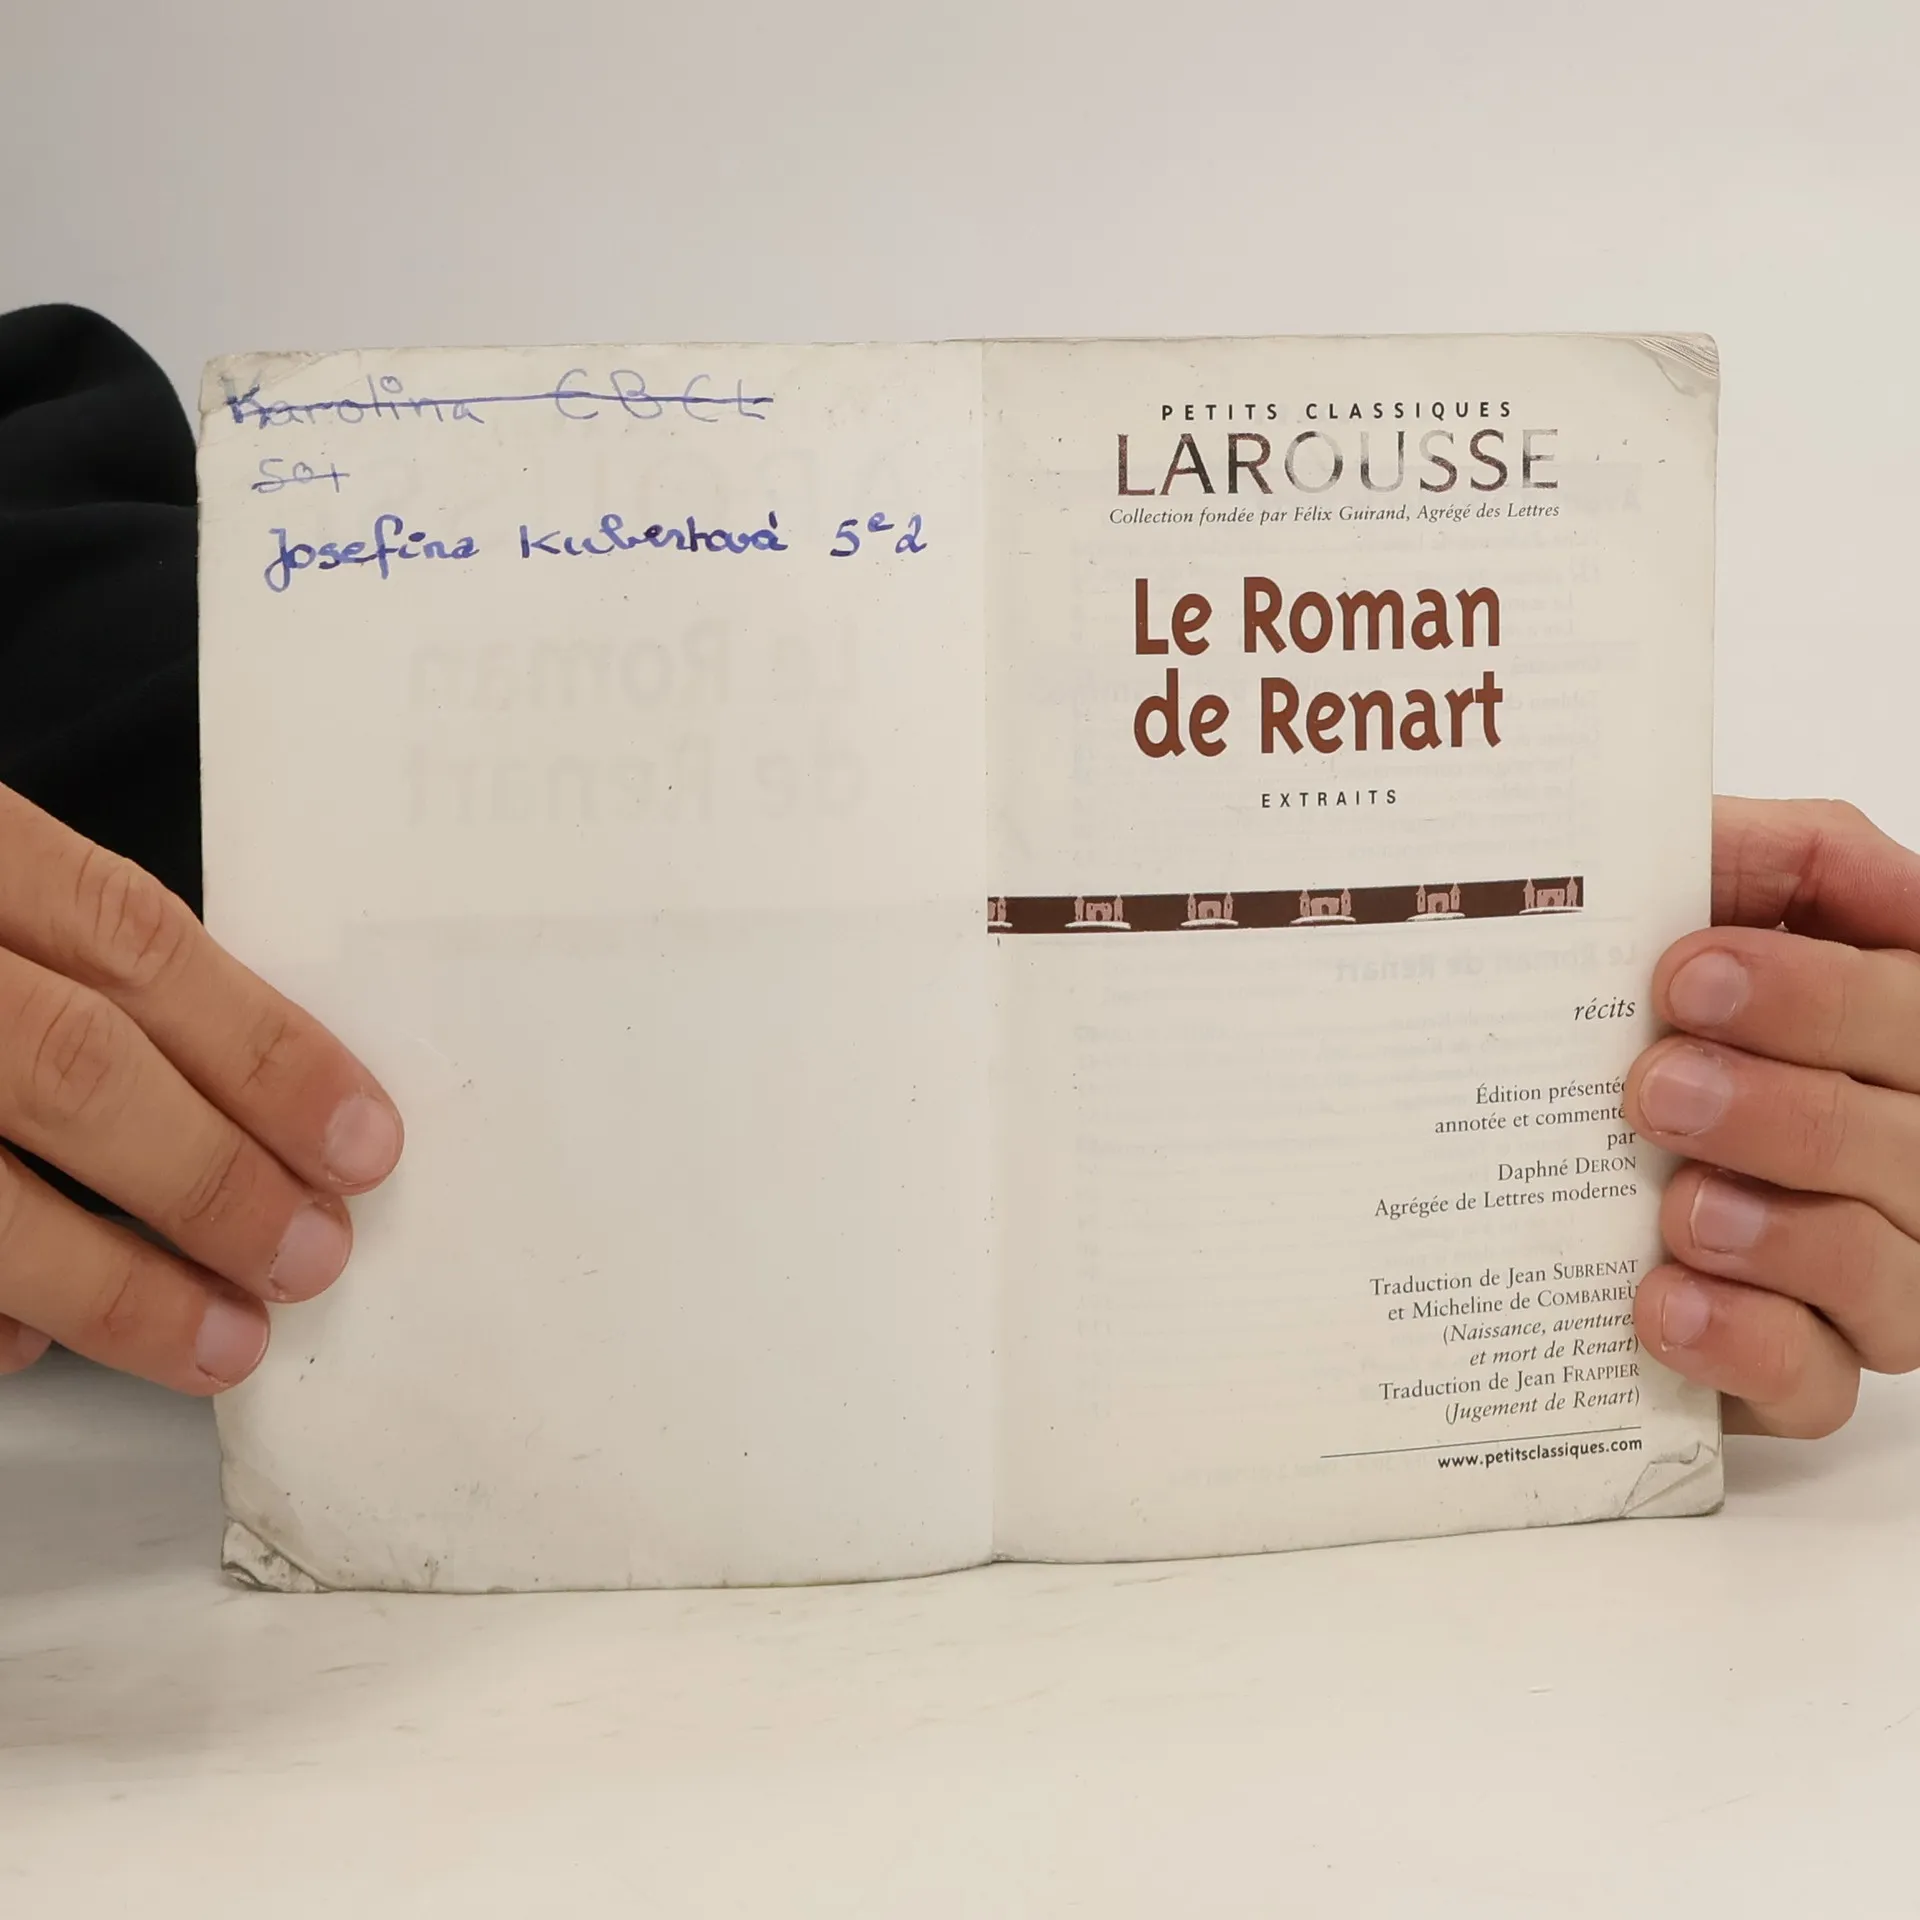 Karolina EBEL
Josefina Kubertová 5e2
PETITS CLASSIQUES
LAROUSSE
Collection fondée par Félix Guirand, Agrégé des Lettres
Le Roman
de Renart
EXTRAITS
récits
Édition présenté
annotée et commenté
par
Daphné DERON
Agrégée de Lettres modernes
Traduction de Jean SUBRENAT
et Micheline de COMBARIEU
(Naissance, aventure
et mort de Renart)
Traduction de Jean FRAPPIER
(Jugement de Renart)
www.petitsclassiques.com